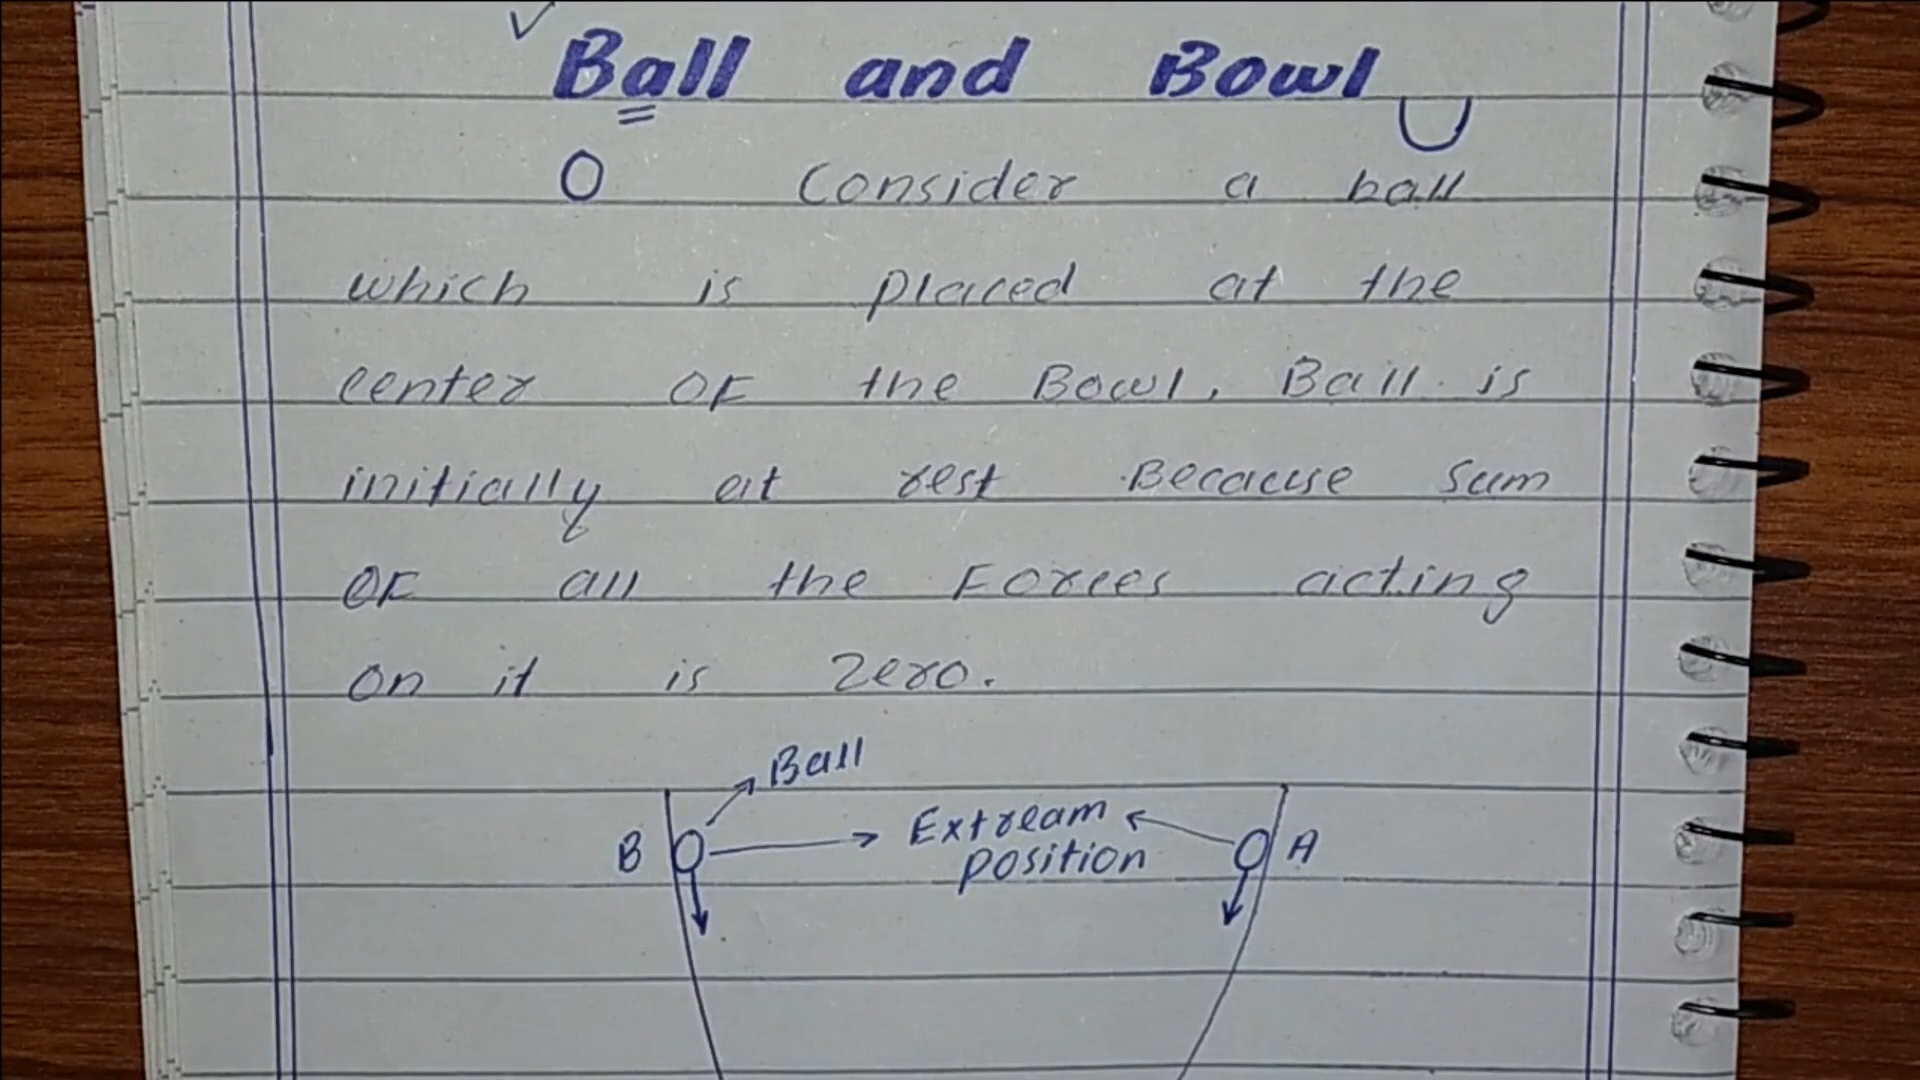 Ball and Bowl
Consider a ball
which is placed at the
center OF the Bowl. Ball is
initially at rest Because sum
OF all the Forces acting
on it is zero.
Ball
B Extream A
position